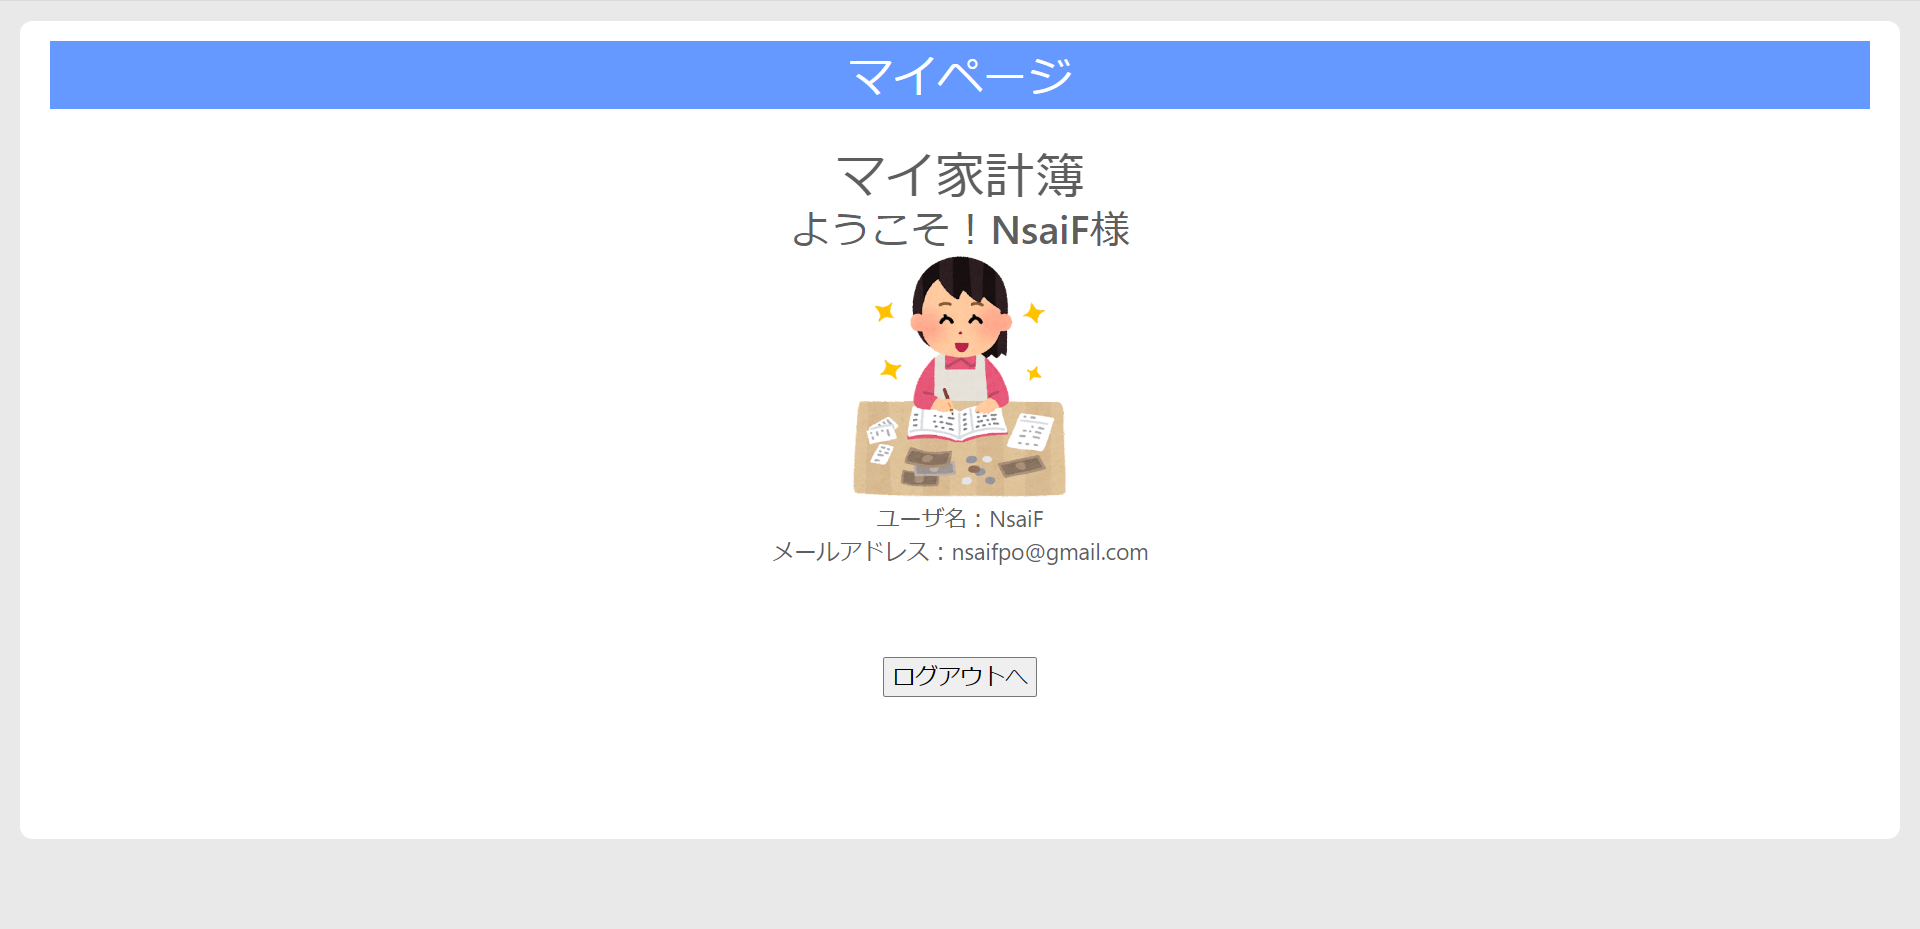 マイページ
マイ家計簿
ようこそ！NsaiF様
ユーザ名：NsaiF
メールアドレス：nsaifpo@gmail.com
ログアウトへ